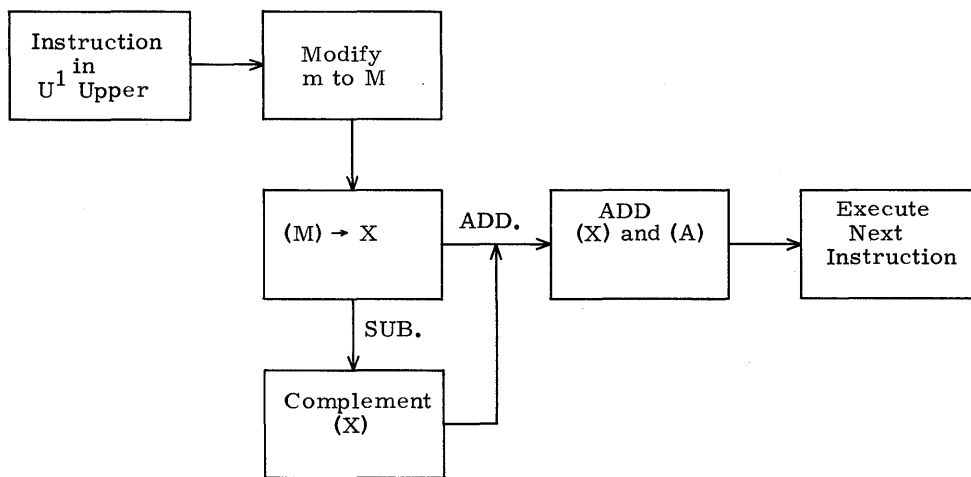 Instruction
in
U¹ Upper
Modify
m to M
(M) → X
ADD.
ADD
(X) and (A)
Execute
Next
Instruction
SUB.
Complement
(X)